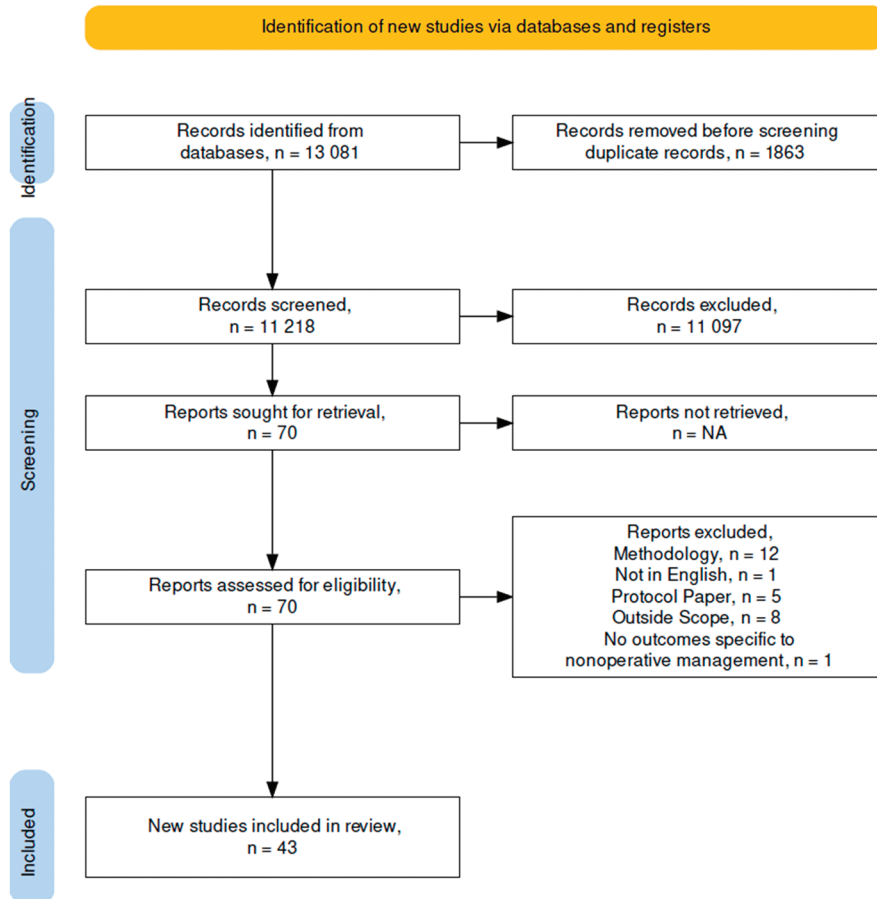 Identification of new studies via databases and registers
Identification
Records identified from
databases, n = 13 081
Records removed before screening
duplicate records, n = 1863
Screening
Records screened,
n = 11 218
Records excluded,
n = 11 097
Reports sought for retrieval,
n = 70
Reports not retrieved,
n = NA
Reports assessed for eligibility,
n = 70
Reports excluded,
Methodology, n = 12
Not in English, n = 1
Protocol Paper, n = 5
Outside Scope, n = 8
No outcomes specific to
nonoperative management, n = 1
Included
New studies included in review,
n = 43